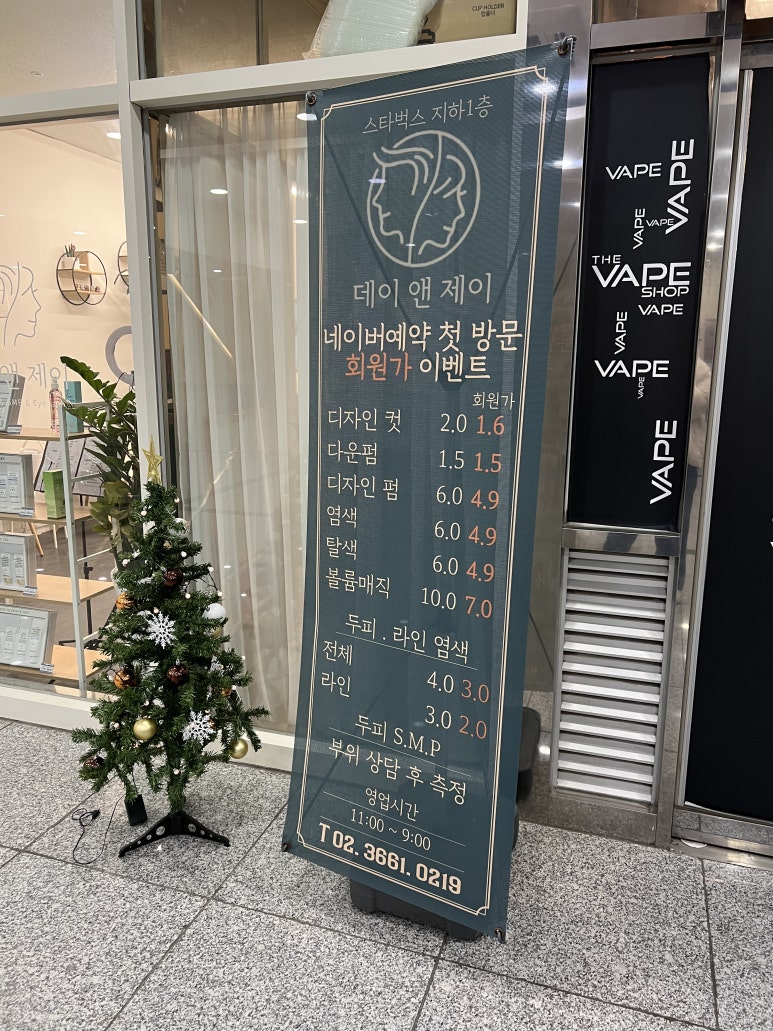 CUP-HOLDER
컵홀더
스타벅스 지하1층
데이 앤 제이
네이버예약 첫 방문
회원가 이벤트
회원가
디자인 컷 2.0 1.6
다운펌 1.5 1.5
디자인 펌 6.0 4.9
염색 6.0 4.9
탈색 6.0 4.9
볼륨매직 10.0 7.0
두피 . 라인 염색
전체 4.0 3.0
라인 3.0 2.0
두피 S.M.P
부위 상담 후 측정
영업시간
11:00 ~ 9:00
T 02. 3661. 0219
앤 제이
VAPE
VAPE
VAPE
VAPE
THE
VAPE
SHOP
VAPE
VAPE
VAPE
VAPE
VAPE